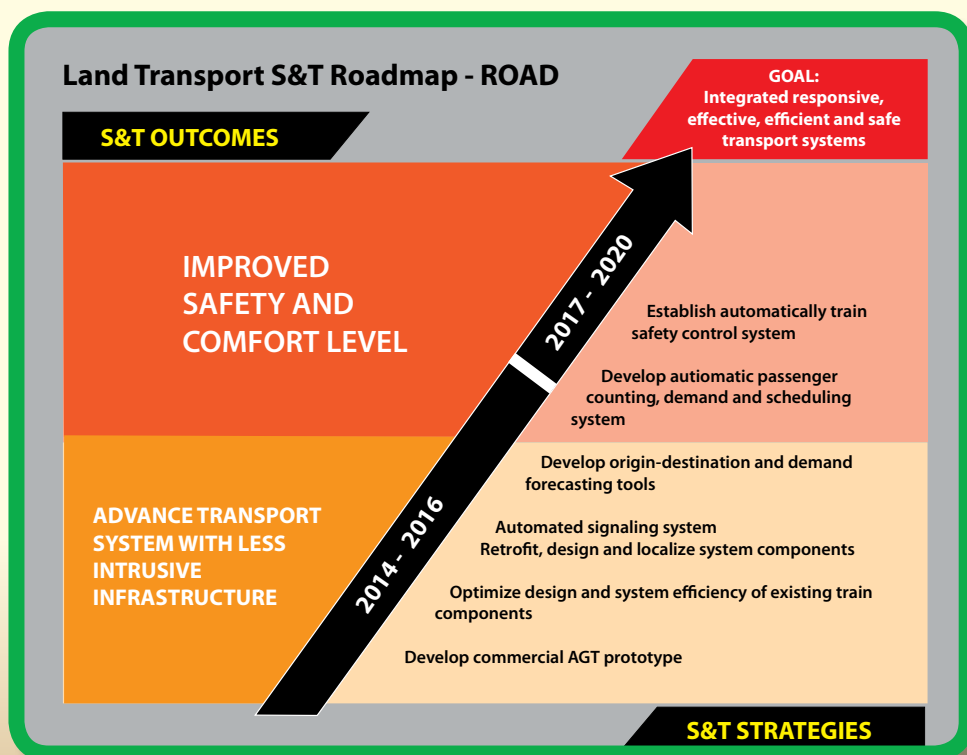 Land Transport S&T Roadmap - ROAD
GOAL:
Integrated responsive,
effective, efficient and safe
transport systems
S&T OUTCOMES
IMPROVED
SAFETY AND
COMFORT LEVEL
2017 - 2020
Establish automatically train
safety control system
Develop autiomatic passenger
counting, demand and scheduling
system
ADVANCE TRANSPORT
SYSTEM WITH LESS
INTRUSIVE
INFRASTRUCTURE
2014 - 2016
Develop origin-destination and demand
forecasting tools
Automated signaling system
Retrofit, design and localize system components
Optimize design and system efficiency of existing train
components
Develop commercial AGT prototype
S&T STRATEGIES